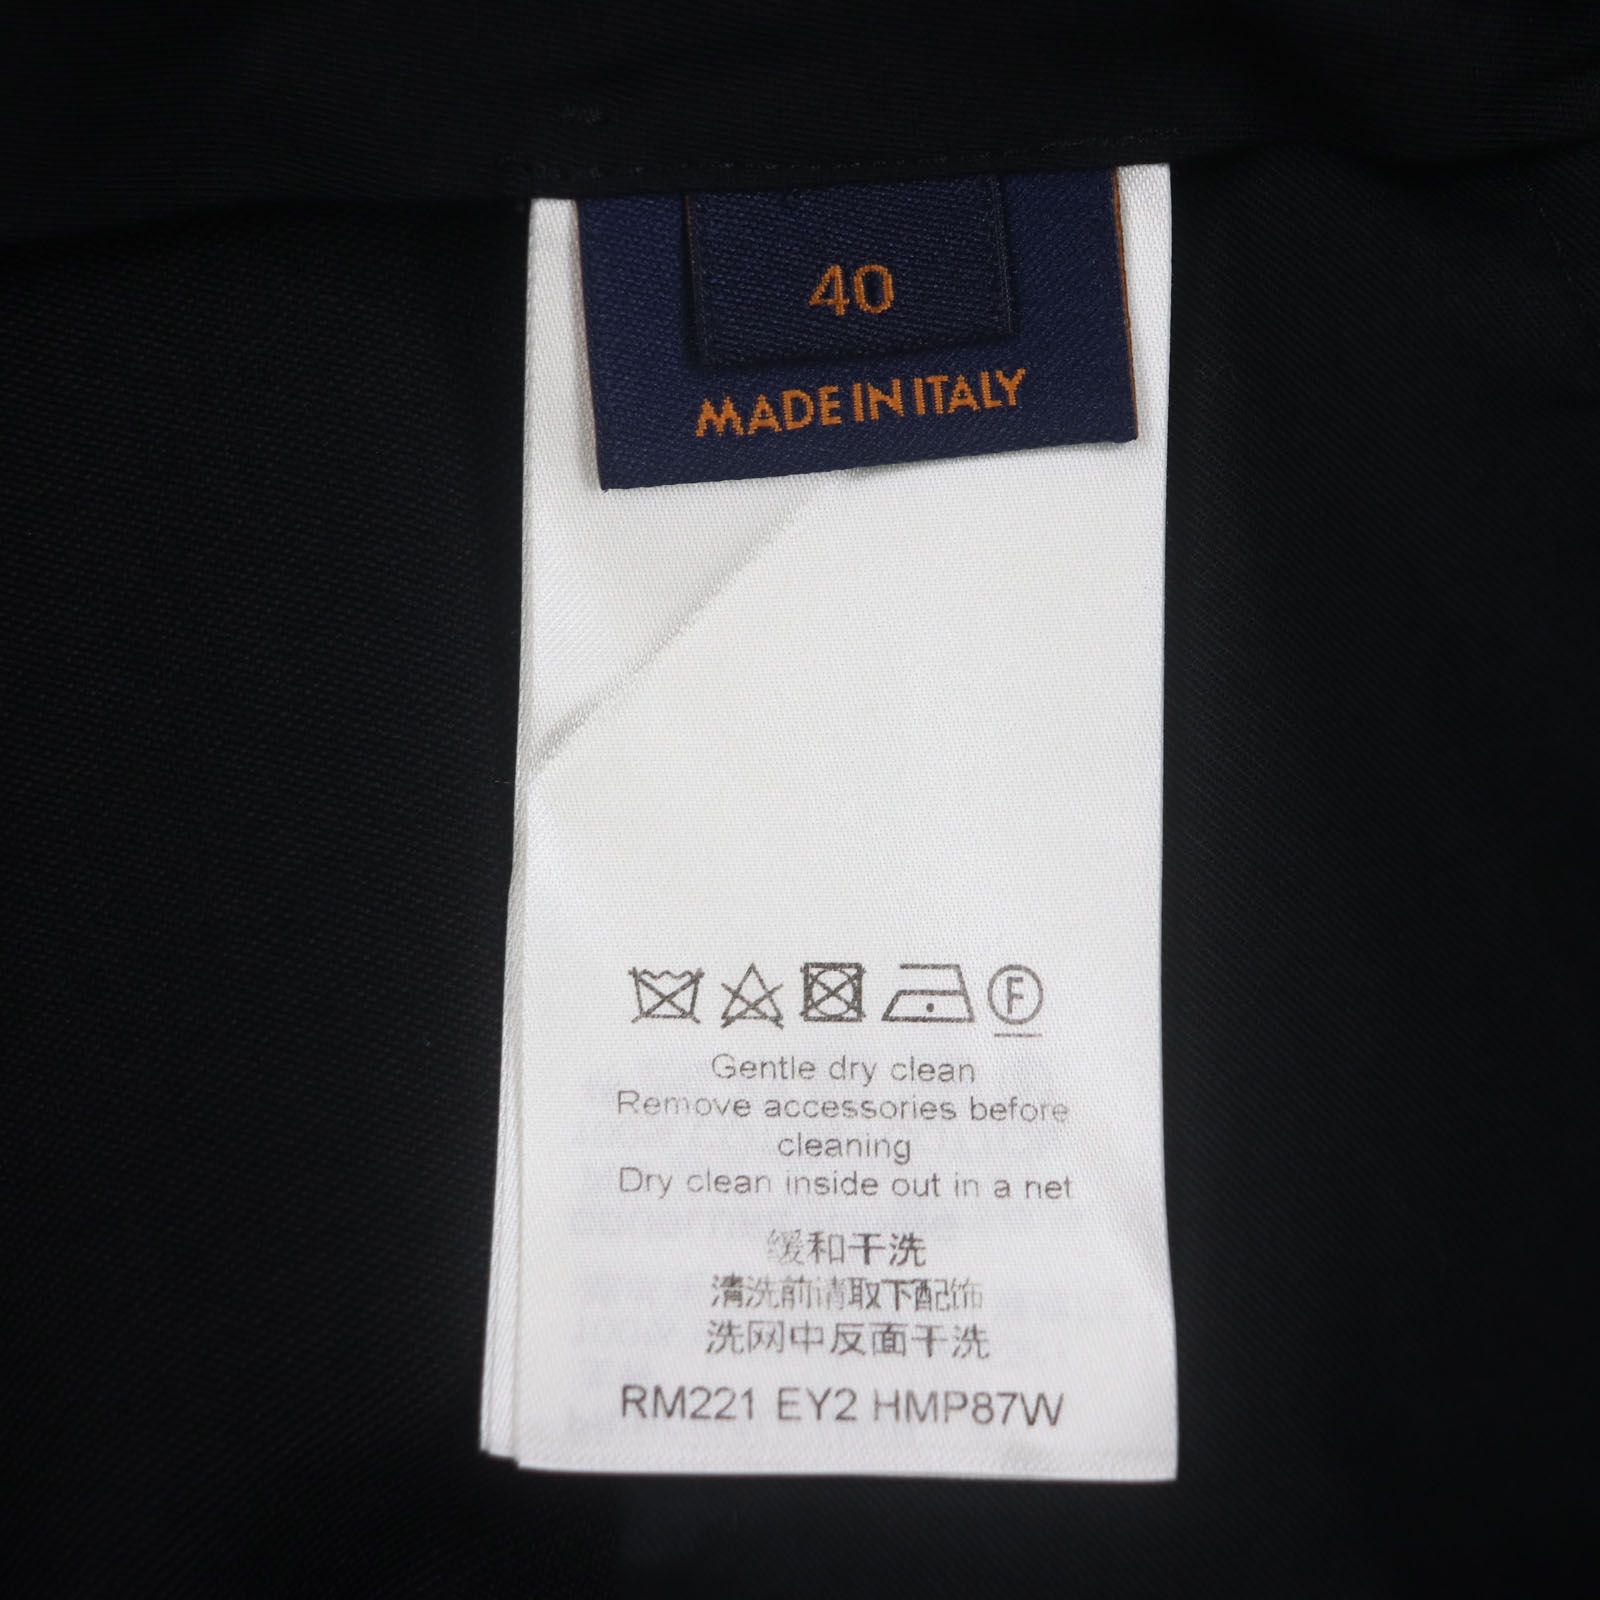 40
MADE IN ITALY
F
Gentle dry clean
Remove accessories before
cleaning
Dry clean inside out in a net
缓和干洗
清洗前请取下配饰
洗网中反面干洗
RM221 EY2 HMP87W